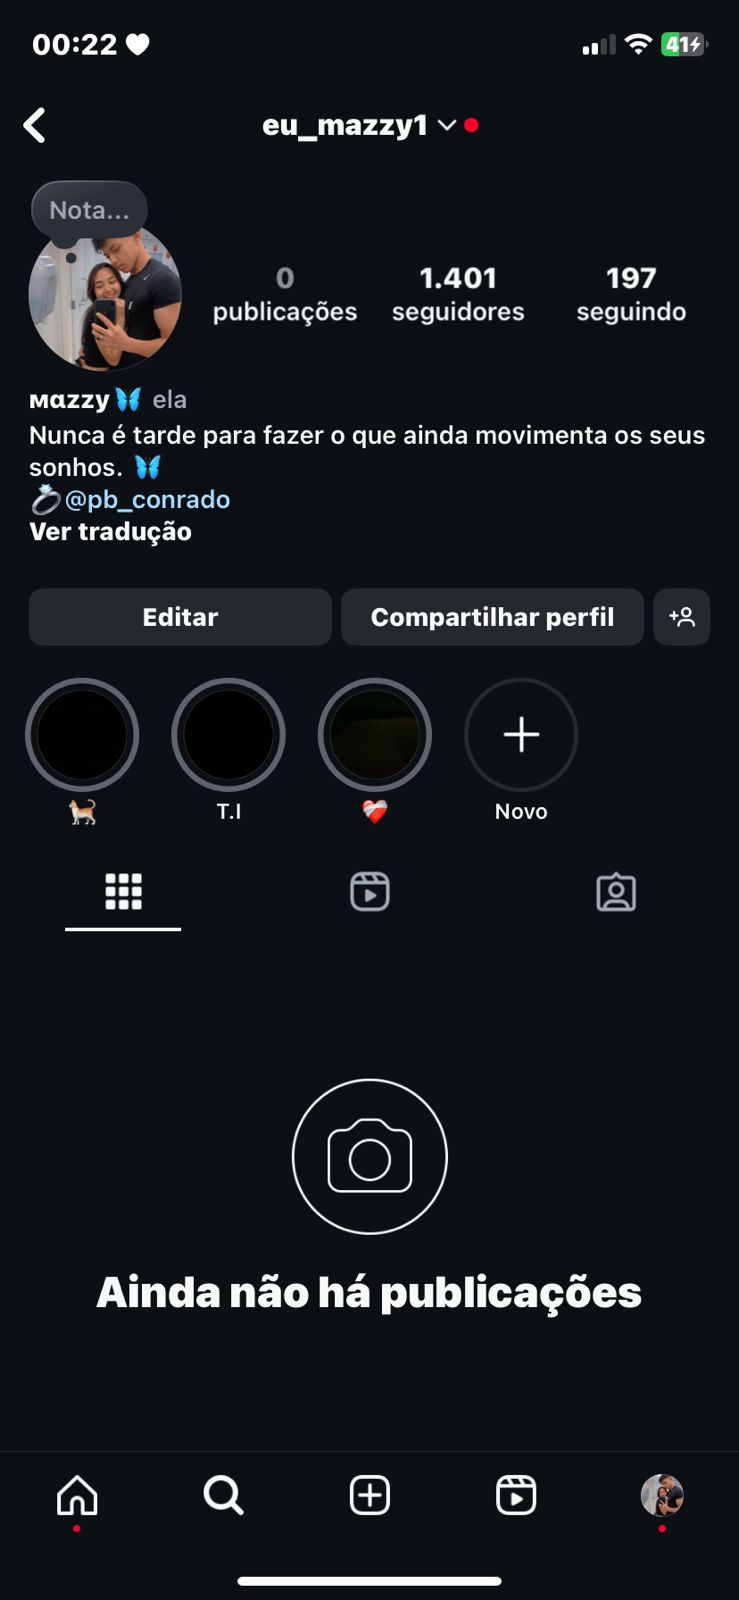 00:22
41
eu_mazzy1
Nota...
0
publicações
1.401
seguidores
197
seguindo
мαzzy🦋 ela
Nunca é tarde para fazer o que ainda movimenta os seus
sonhos. 🦋
💍@pb_conrado
Ver tradução
Editar
Compartilhar perfil
T.I
Novo
Ainda não há publicações